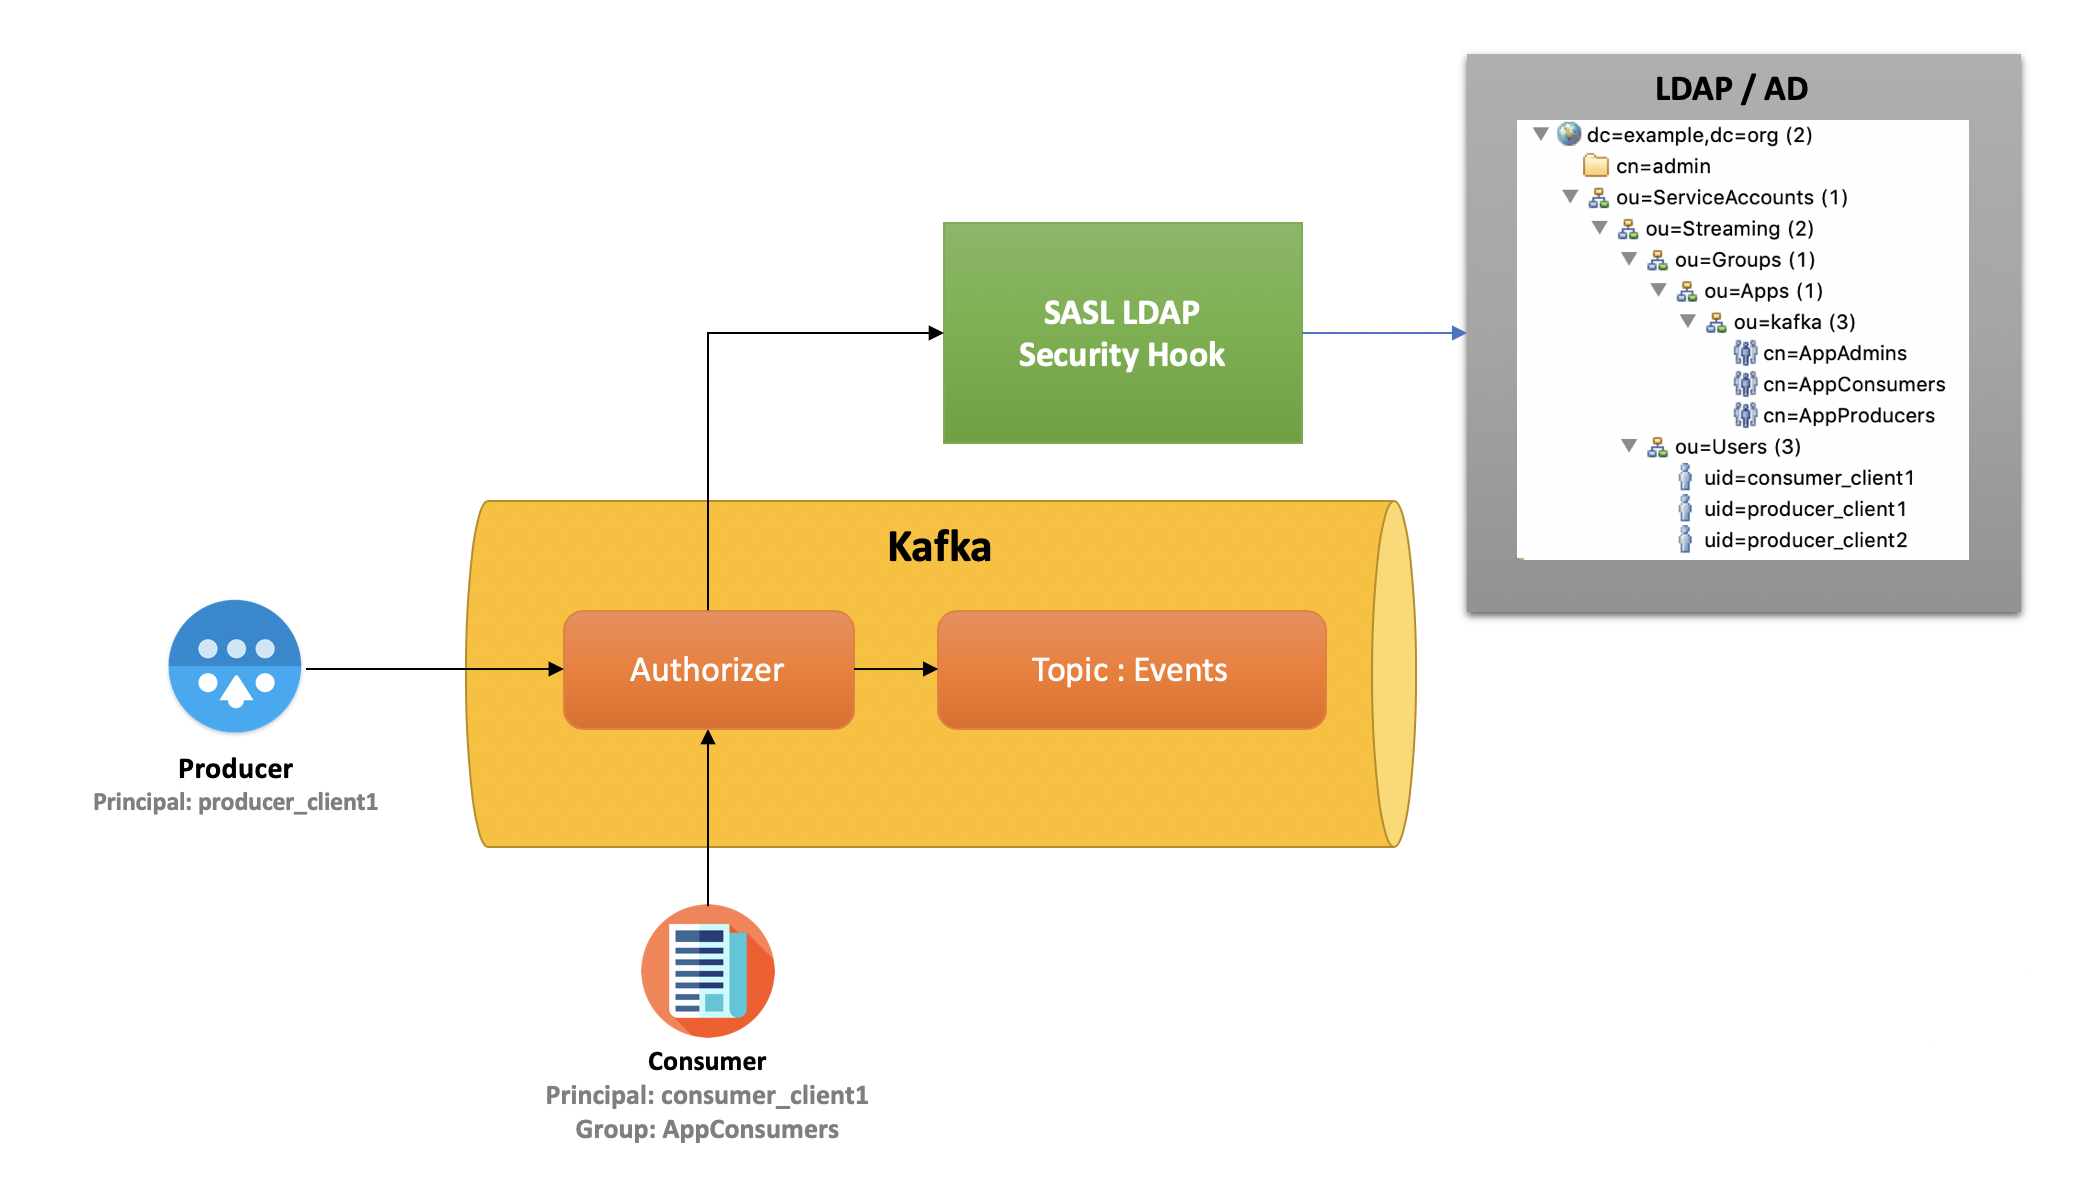 LDAP / AD
dc=example,dc=org (2)
cn=admin
ou=ServiceAccounts (1)
ou=Streaming (2)
ou=Groups (1)
ou=Apps (1)
ou=kafka (3)
cn=AppAdmins
cn=AppConsumers
cn=AppProducers
ou=Users (3)
uid=consumer_client1
uid=producer_client1
uid=producer_client2
SASL LDAP
Security Hook
Kafka
Authorizer
Topic : Events
Producer
Principal: producer_client1
Consumer
Principal: consumer_client1
Group: AppConsumers